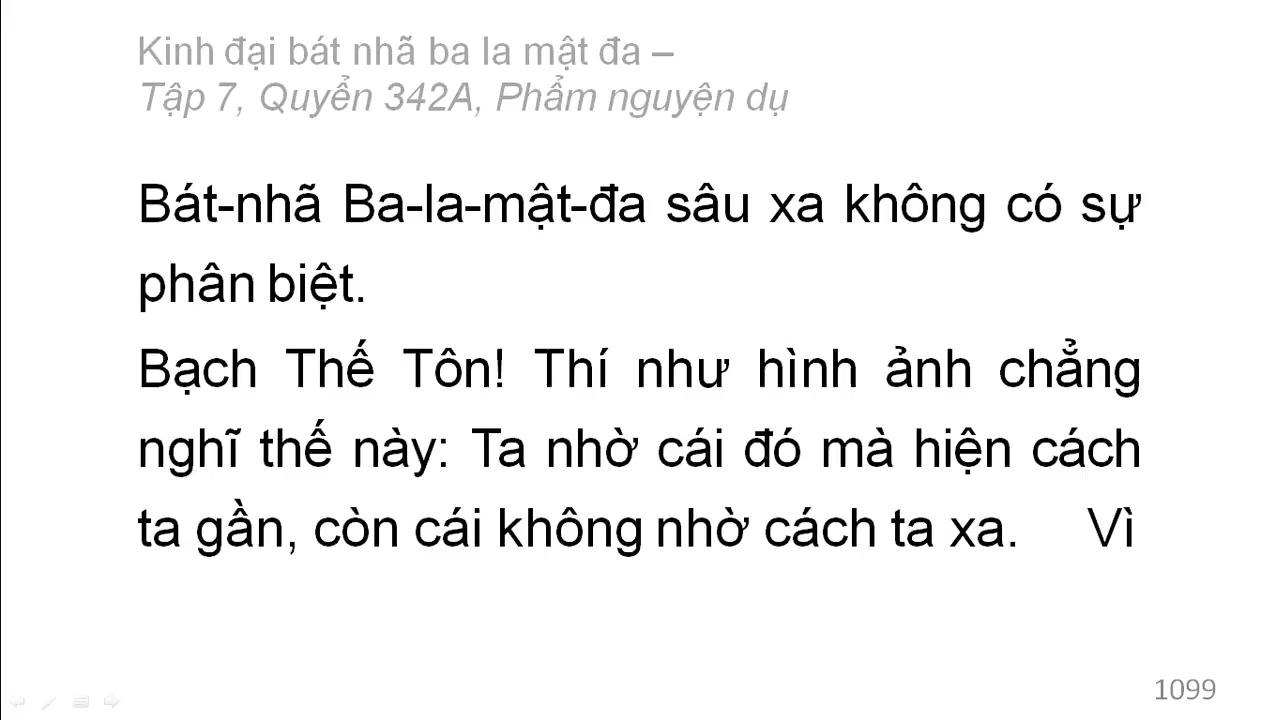 Kinh đại bát nhã ba la mật đa –
Tập 7, Quyển 342A, Phẩm nguyện dụ
Bát-nhã Ba-la-mật-đa sâu xa không có sự
phân biệt.
Bạch Thế Tôn! Thí như hình ảnh chẳng
nghĩ thế này: Ta nhờ cái đó mà hiện cách
ta gần, còn cái không nhờ cách ta xa. Vì
1099